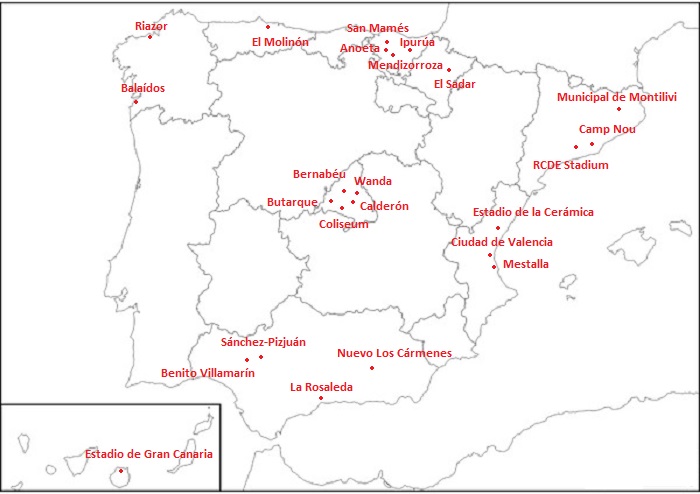 Riazor
San Mamés
El Molinón
Anoeta
Ipurúa
Mendizorroza
El Sadar
Balaídos
Municipal de Montilivi
Camp Nou
RCDE Stadium
Bernabéu
Wanda
Butarque
Calderón
Coliseum
Estadio de la Cerámica
Ciudad de Valencia
Mestalla
Sánchez-Pizjuán
Nuevo Los Cármenes
Benito Villamarín
La Rosaleda
Estadio de Gran Canaria